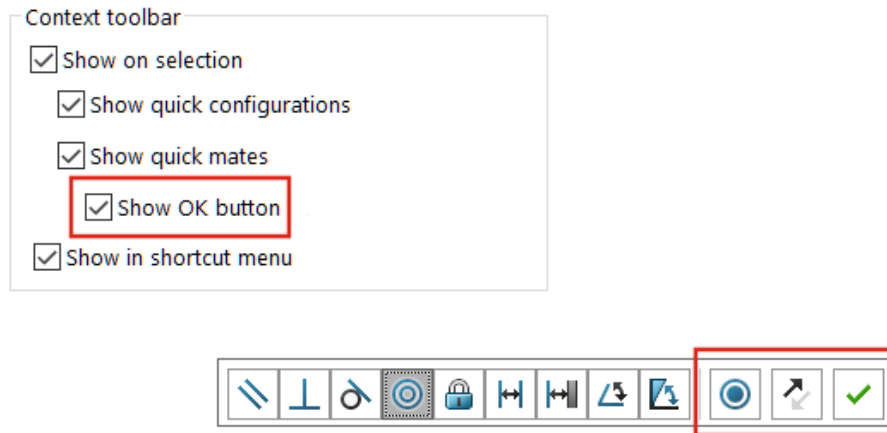 Context toolbar
Show on selection
Show quick configurations
Show quick mates
Show OK button
Show in shortcut menu